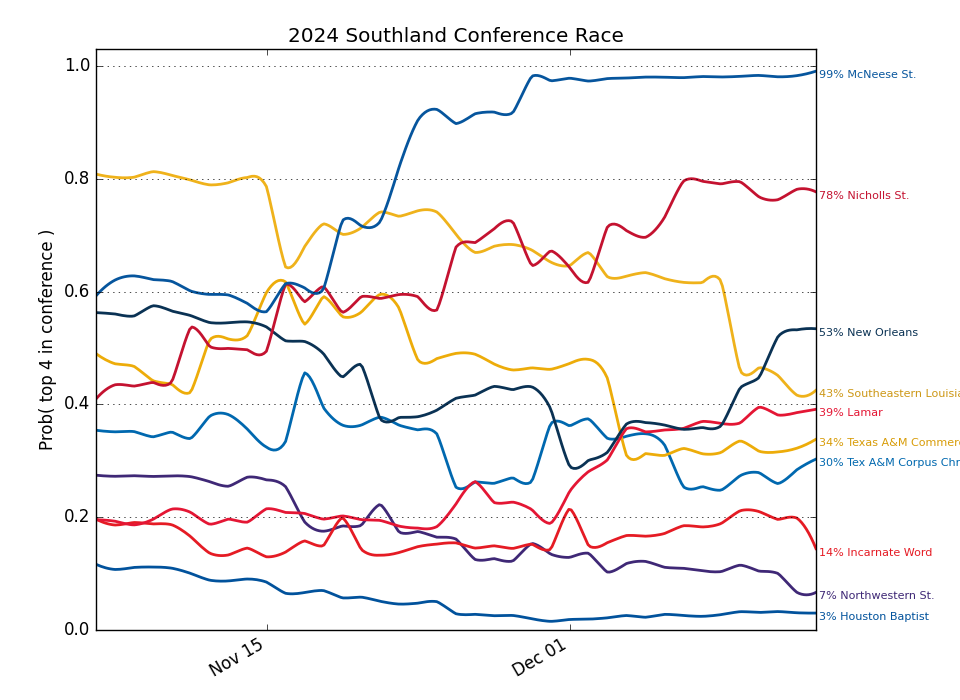 2024 Southland Conference Race
Prob( top 4 in conference )
1.0
0.8
0.6
0.4
0.2
0.0
Nov 15
Dec 01
99% McNeese St.
78% Nicholls St.
53% New Orleans
43% Southeastern Louisia
39% Lamar
34% Texas A&M Commerc
30% Tex A&M Corpus Chr
14% Incarnate Word
7% Northwestern St.
3% Houston Baptist